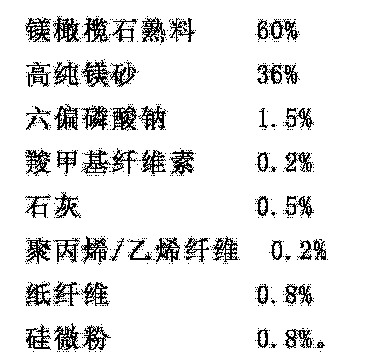 镁橄榄石熟料 60%
高纯镁砂 36%
六偏磷酸钠 1.5%
羧甲基纤维素 0.2%
石灰 0.5%
聚丙烯/乙烯纤维 0.2%
纸纤维 0.8%
硅微粉 0.8%。